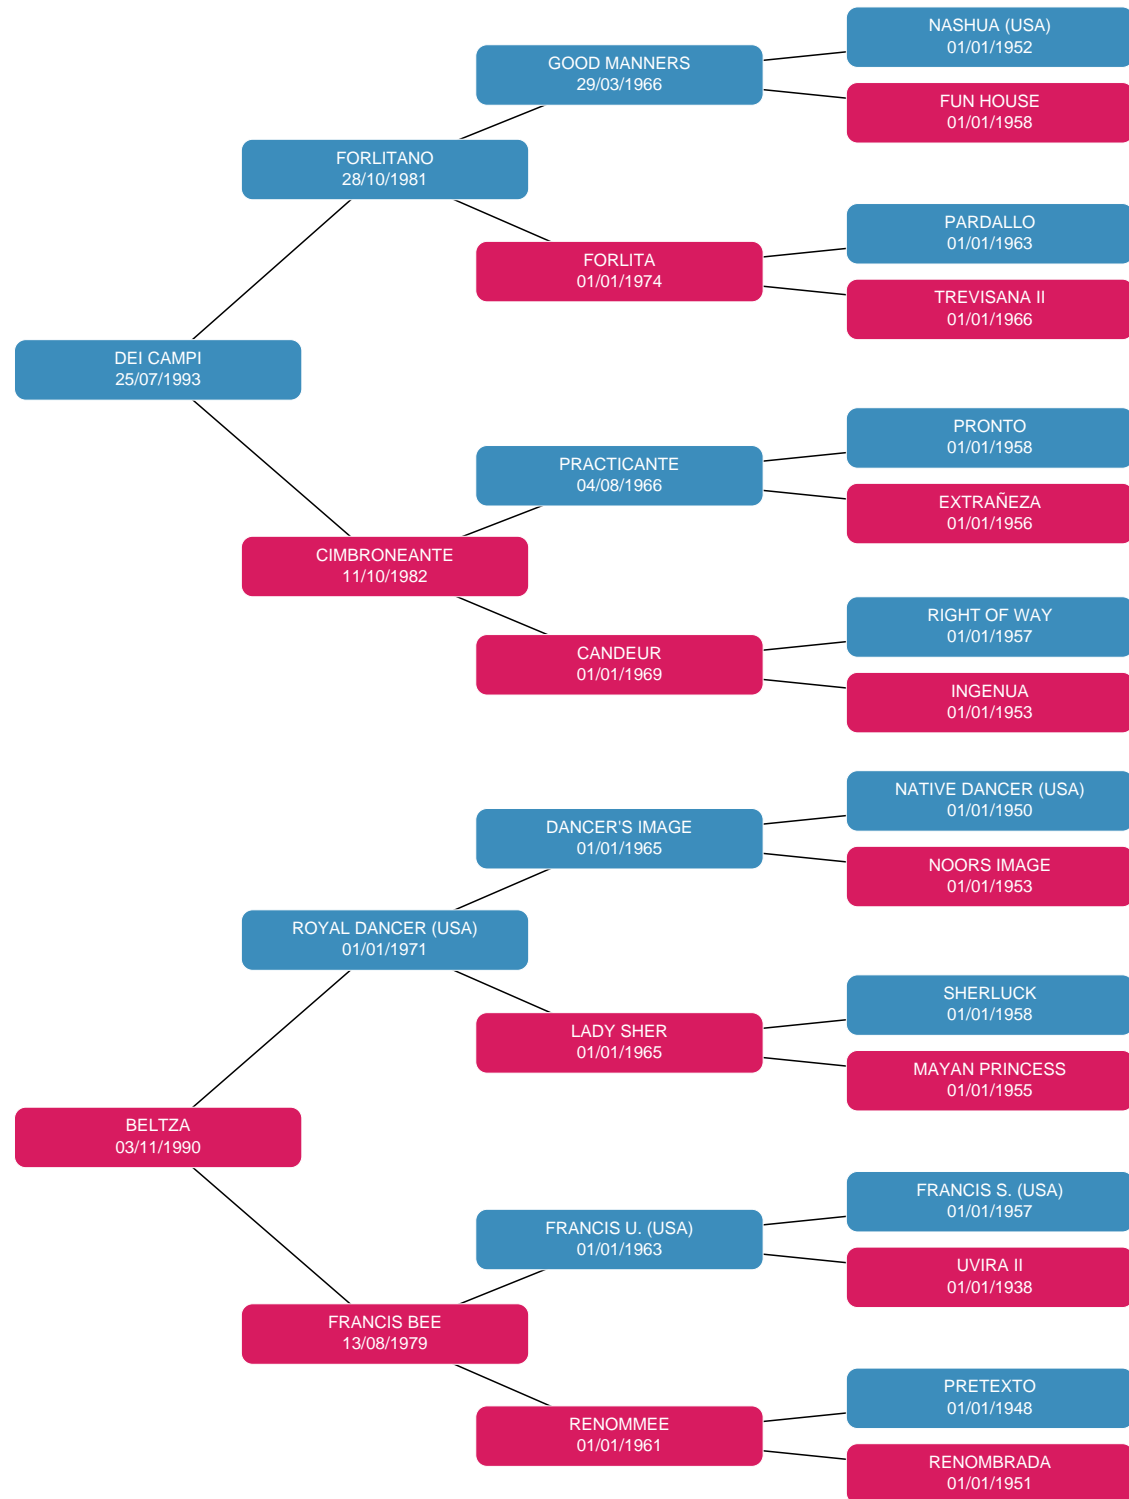 NASHUA (USA)
01/01/1952
GOOD MANNERS
29/03/1966
FUN HOUSE
01/01/1958
FORLITANO
28/10/1981
PARDALLO
01/01/1963
FORLITA
01/01/1974
TREVISANA II
01/01/1966
DEI CAMPI
25/07/1993
PRONTO
01/01/1958
PRACTICANTE
04/08/1966
EXTRAÑEZA
01/01/1956
CIMBRONEANTE
11/10/1982
RIGHT OF WAY
01/01/1957
CANDEUR
01/01/1969
INGENUA
01/01/1953
NATIVE DANCER (USA)
01/01/1950
DANCER'S IMAGE
01/01/1965
NOORS IMAGE
01/01/1953
ROYAL DANCER (USA)
01/01/1971
SHERLUCK
01/01/1958
LADY SHER
01/01/1965
MAYAN PRINCESS
01/01/1955
BELTZA
03/11/1990
FRANCIS S. (USA)
01/01/1957
FRANCIS U. (USA)
01/01/1963
UVIRA II
01/01/1938
FRANCIS BEE
13/08/1979
PRETEXTO
01/01/1948
RENOMMEE
01/01/1961
RENOMBRADA
01/01/1951